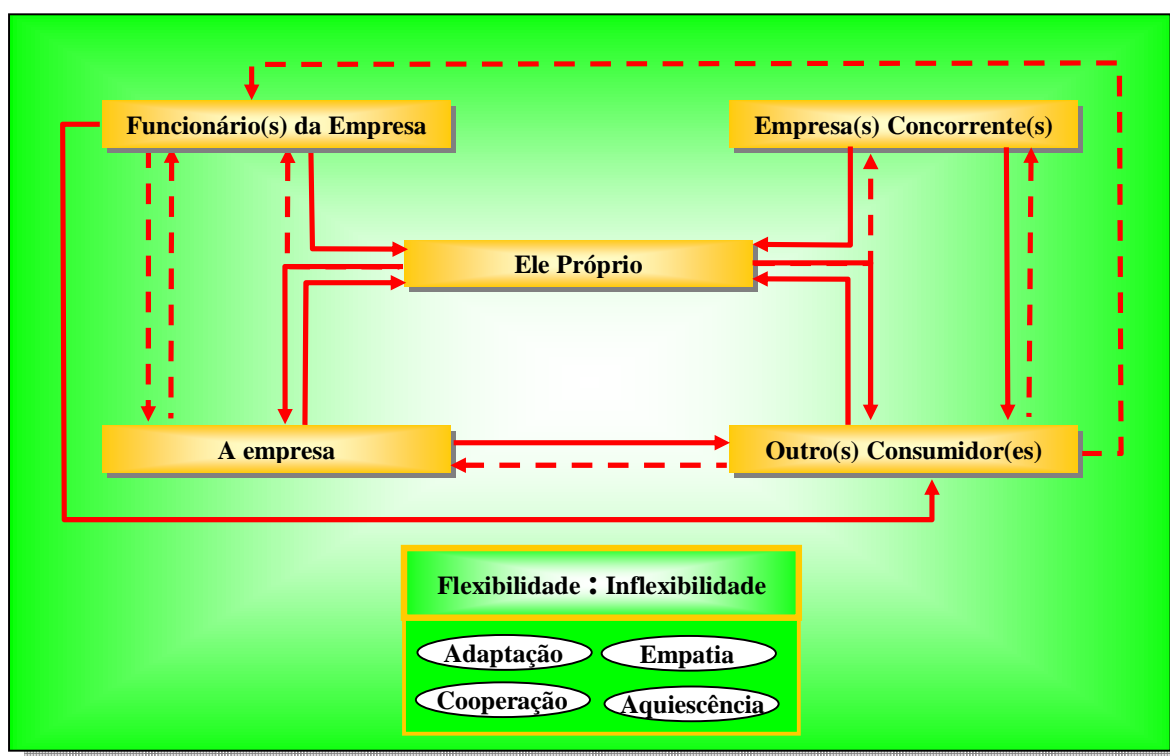 Funcionário(s) da Empresa
Empresa(s) Concorrente(s)
Ele Próprio
A empresa
Outro(s) Consumidor(es)
Flexibilidade : Inflexibilidade
Adaptação
Empatia
Cooperação
Aquiescência